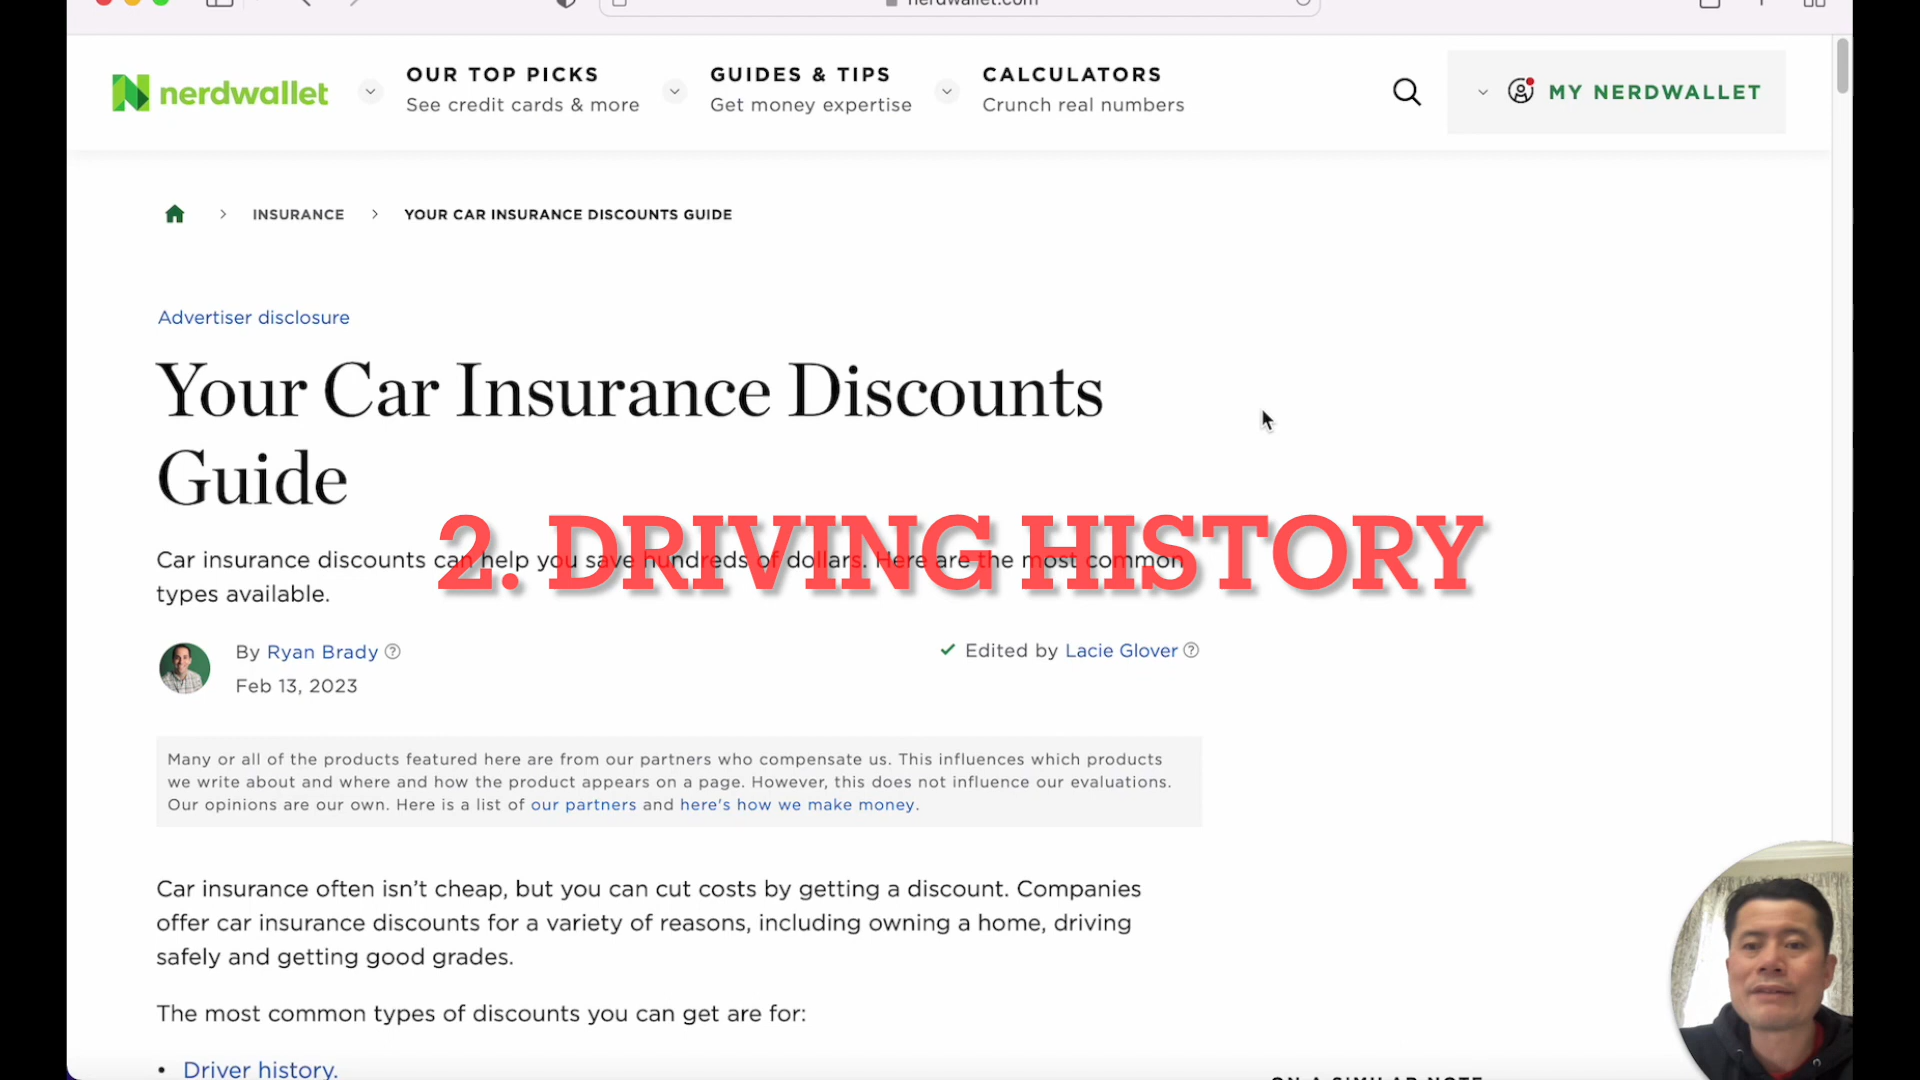 nerdwallet.com
nerdwallet
OUR TOP PICKS
See credit cards & more
GUIDES & TIPS
Get money expertise
CALCULATORS
Crunch real numbers
MY NERDWALLET
INSURANCE
YOUR CAR INSURANCE DISCOUNTS GUIDE
Advertiser disclosure
Your Car Insurance Discounts
Guide
2. DRIVING HISTORY
Car insurance discounts can help you save hundreds of dollars. Here are the most common
types available.
By Ryan Brady
Feb 13, 2023
Edited by Lacie Glover
Many or all of the products featured here are from our partners who compensate us. This influences which products
we write about and where and how the product appears on a page. However, this does not influence our evaluations.
Our opinions are our own. Here is a list of our partners and here's how we make money.
Car insurance often isn’t cheap, but you can cut costs by getting a discount. Companies
offer car insurance discounts for a variety of reasons, including owning a home, driving
safely and getting good grades.
The most common types of discounts you can get are for:
• Driver history.
ON A SIMILAR NOTE